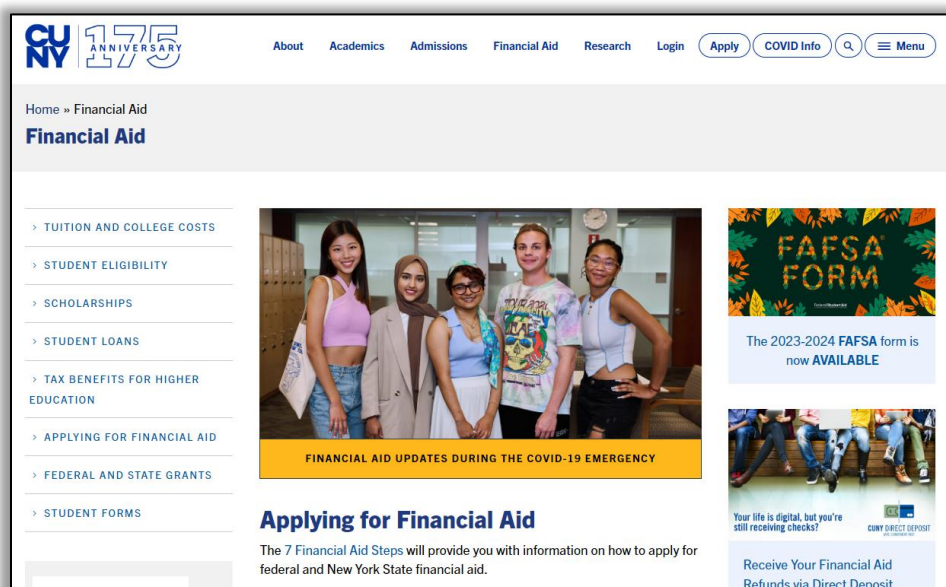 CUNY 175 ANNIVERSARY
About Academics Admissions Financial Aid Research Login Apply COVID Info Menu
Home » Financial Aid
Financial Aid
› TUITION AND COLLEGE COSTS
› STUDENT ELIGIBILITY
› SCHOLARSHIPS
› STUDENT LOANS
› TAX BENEFITS FOR HIGHER
EDUCATION
› APPLYING FOR FINANCIAL AID
› FEDERAL AND STATE GRANTS
› STUDENT FORMS
FINANCIAL AID UPDATES DURING THE COVID-19 EMERGENCY
Applying for Financial Aid
The 7 Financial Aid Steps will provide you with information on how to apply for
federal and New York State financial aid.
FAFSA
FORM
Federal Student Aid
The 2023-2024 FAFSA form is
now AVAILABLE
Your life is digital, but you're
still receiving checks?
CUNY DIRECT DEPOSIT
Receive Your Financial Aid
Refunds via Direct Deposit